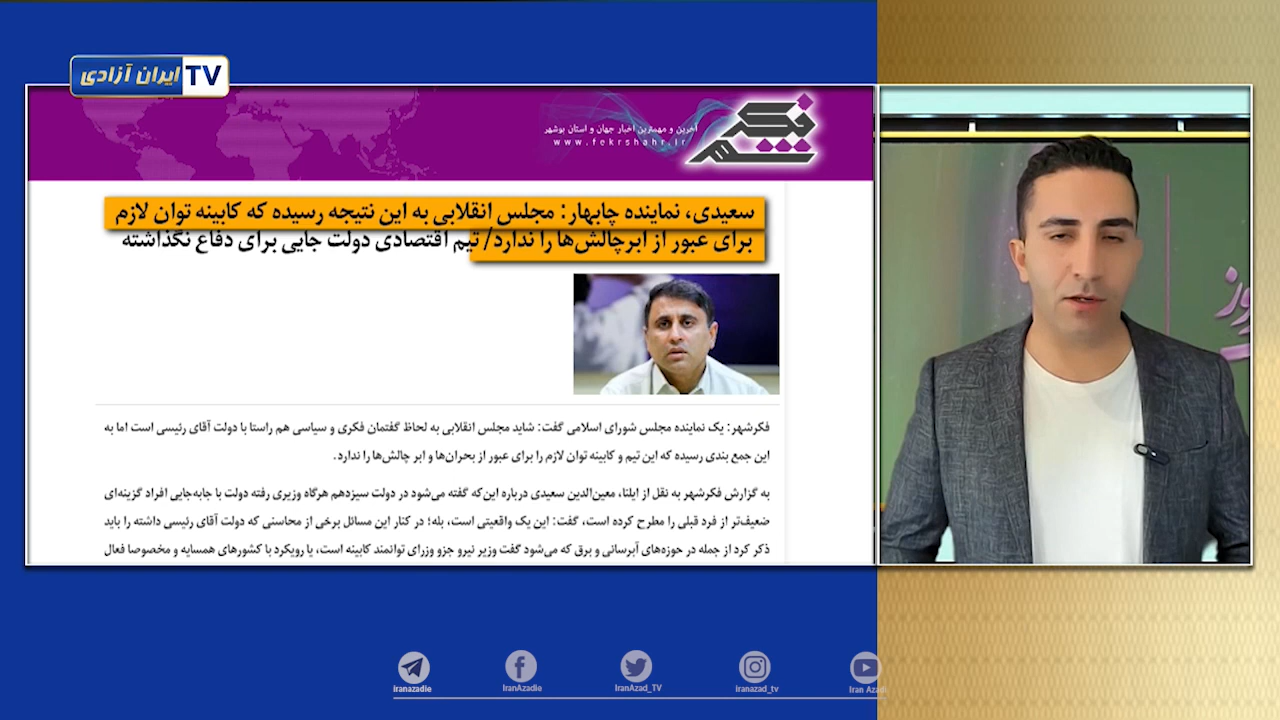 ایران آزادی TV
فکرشهر
آخرین و مهمترین اخبار جهان و استان بوشهر
www.fekrshahr.ir
سعیدی، نماینده چابهار: مجلس انقلابی به این نتیجه رسیده که کابینه توان لازم
برای عبور از ابرچالش‌ها را ندارد/ تیم اقتصادی دولت جایی برای دفاع نگذاشته
فکرشهر: یک نماینده مجلس شورای اسلامی گفت: شاید مجلس انقلابی به لحاظ گفتمان فکری و سیاسی هم راستا با دولت آقای رئیسی است اما به
این جمع بندی رسیده که این تیم و کابینه توان لازم را برای عبور از بحران‌ها و ابر چالش‌ها را ندارد.
به گزارش فکرشهر به نقل از ایلنا، معین‌الدین سعیدی درباره این‌که گفته می‌شود در دولت سیزدهم هرگاه وزیری رفته دولت با جابه‌جایی افراد گزینه‌ای
ضعیف‌تر از فرد قبلی را مطرح کرده است، گفت: این یک واقعیتی است، بله؛ در کنار این مسائل برخی از محاسنی که دولت آقای رئیسی داشته را باید
ذکر کرد از جمله در حوزه‌های آبرسانی و برق که می‌شود گفت وزیر نیرو جزو وزرای توانمند کابینه است، یا رویکرد با کشورهای همسایه و مخصوصا فعال
روز
iranazadie
IranAzadie
IranAzad_TV
iranazad_tv
Iran Azadi